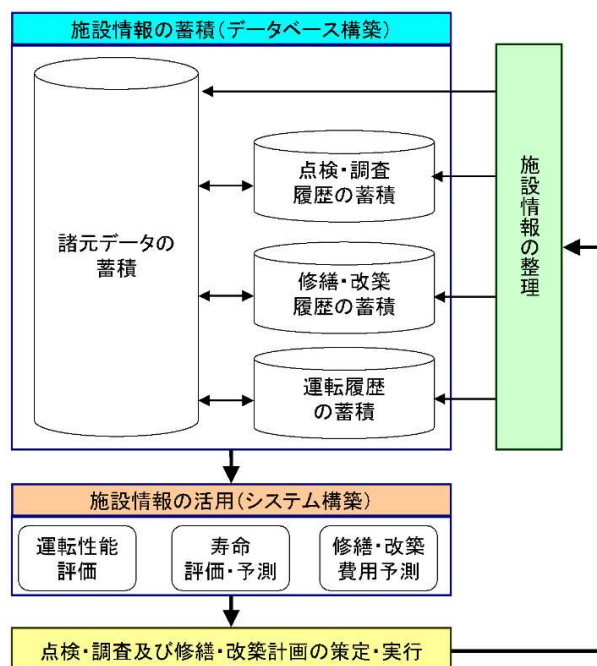 施設情報の蓄積(データベース構築)
諸元データの
蓄積
点検・調査
履歴の蓄積
修繕・改築
履歴の蓄積
運転履歴
の蓄積
施設情報の整理
施設情報の活用(システム構築)
運転性能
評価
寿命
評価・予測
修繕・改築
費用予測
点検・調査及び修繕・改築計画の策定・実行